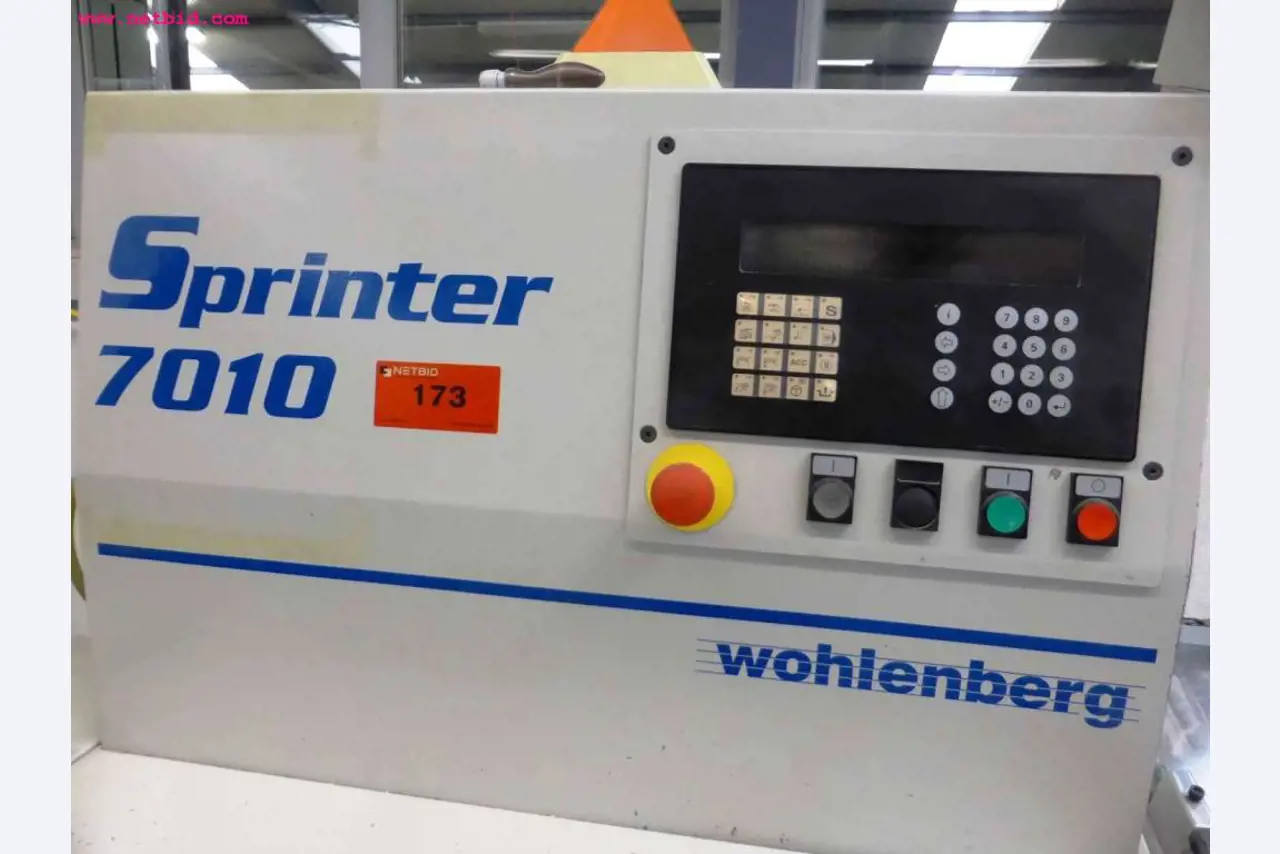 www.netbid.com
Sprinter
7010
NETBID
173
S
ACC
i
7 8 9
4 5 6
1 2 3
+/- 0
wohlenberg